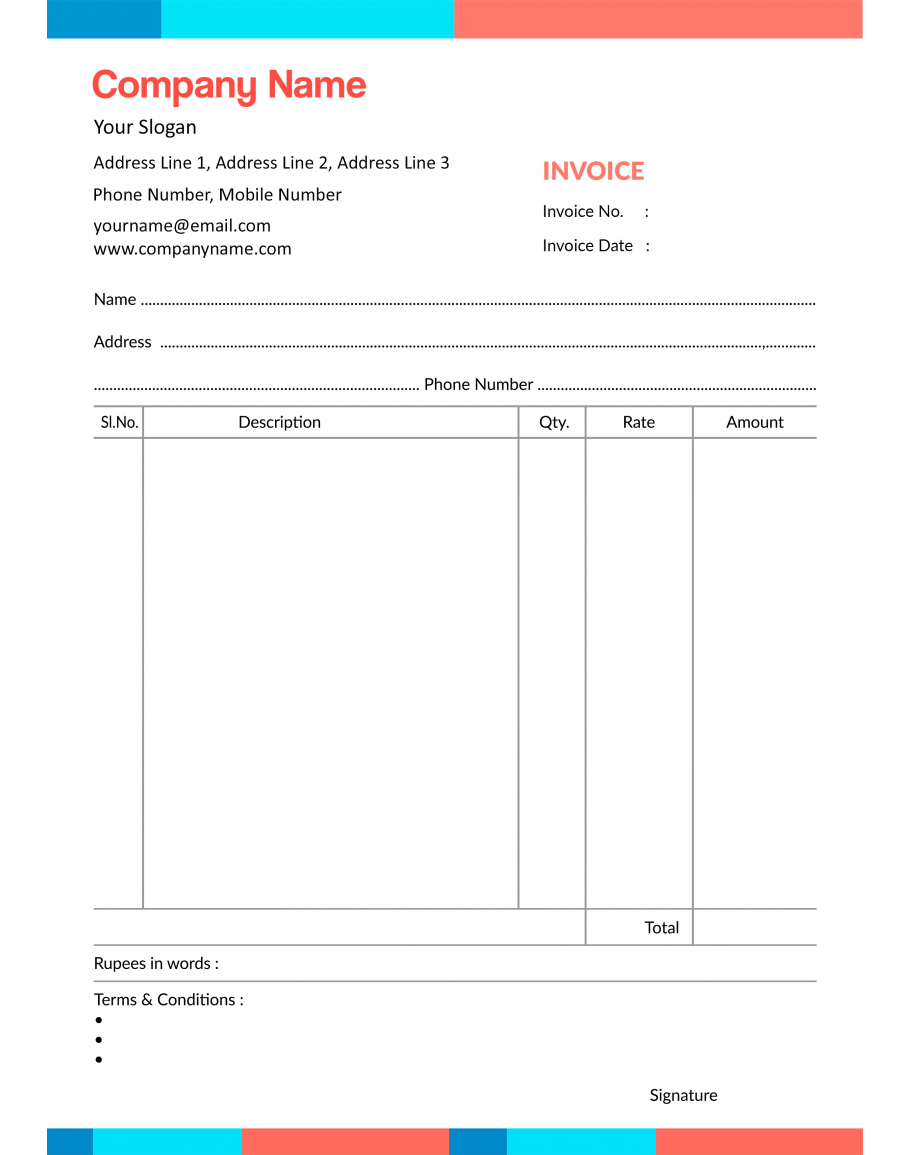 Company Name
Your Slogan
Address Line 1, Address Line 2, Address Line 3
Phone Number, Mobile Number
yourname@email.com
www.companyname.com
INVOICE
Invoice No. :
Invoice Date :
Name ........................................................................................................................
Address ........................................................................................................,............
............................................................ Phone Number ....................................................
Sl.No. Description Qty. Rate Amount
Total
Rupees in words :
Terms & Conditions :
•
•
•
Signature